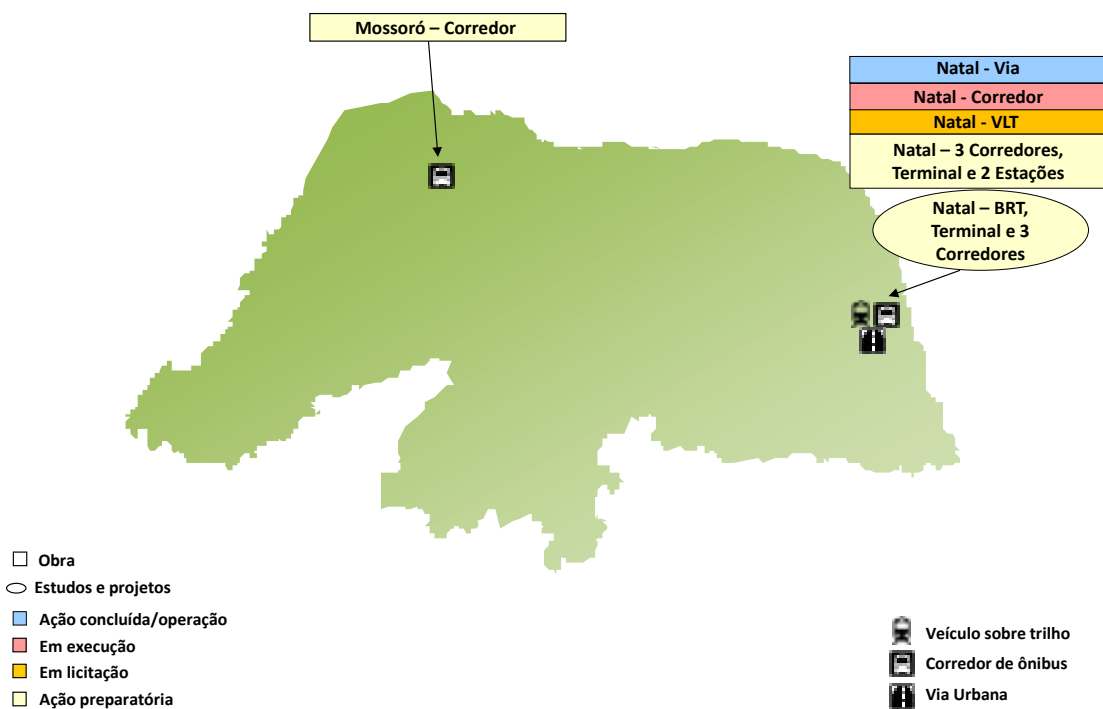 Mossoró – Corredor
Natal - Via
Natal - Corredor
Natal - VLT
Natal – 3 Corredores,
Terminal e 2 Estações
Natal – BRT,
Terminal e 3
Corredores
Obra
Estudos e projetos
Ação concluída/operação
Em execução
Em licitação
Ação preparatória
Veículo sobre trilho
Corredor de ônibus
Via Urbana